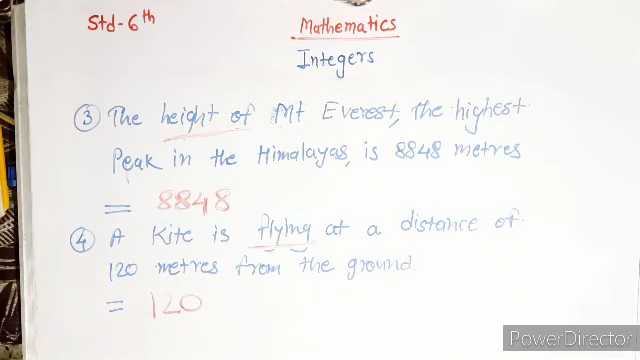 Std-6th
Mathematics
Integers
③ The height of Mt Everest, The highest
Peak in the Himalayas, is 8848 metres
= 8848
④ A Kite is flying at a distance of
120 metres from the ground.
= 120
PowerDirector